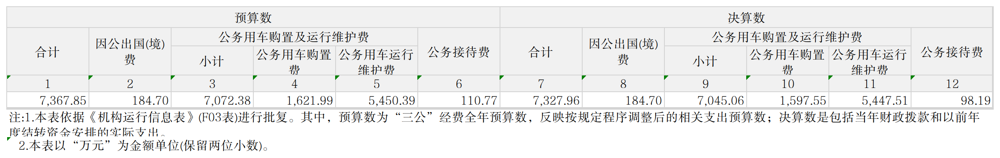 预算数 决算数
合计 因公出国(境)费 公务用车购置及运行维护费 公务接待费 合计 因公出国(境)费 公务用车购置及运行维护费 公务接待费
小计 公务用车购置费 公务用车运行维护费 小计 公务用车购置费 公务用车运行维护费
1 2 3 4 5 6 7 8 9 10 11 12
7,367.85 184.70 7,072.38 1,621.99 5,450.39 110.77 7,327.96 184.70 7,045.06 1,597.55 5,447.51 98.19
注:1.本表依据《机构运行信息表》(F03表)进行批复。其中，预算数为“三公”经费全年预算数，反映按规定程序调整后的相关支出预算数；决算数是包括当年财政拨款和以前年
度结转资金安排的实际支出。
2.本表以“万元”为金额单位(保留两位小数)。